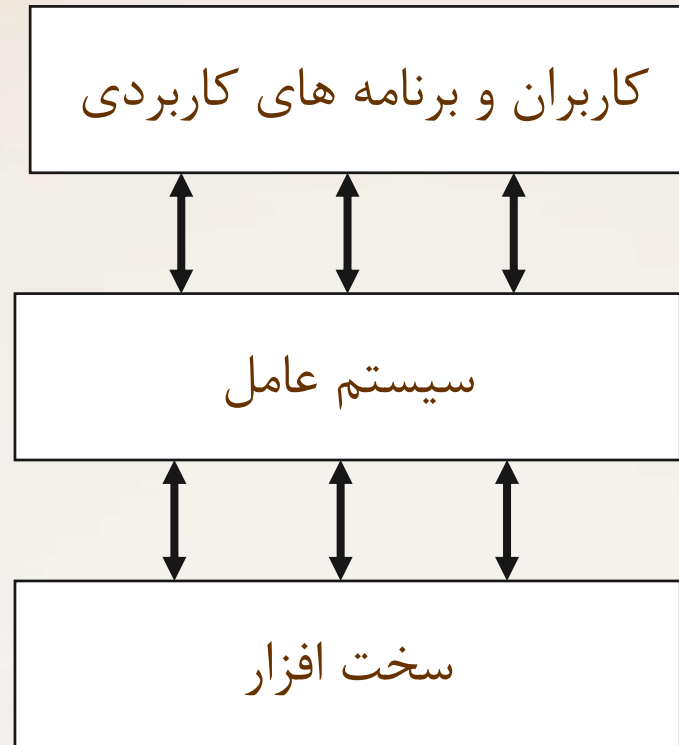 کاربران و برنامه های کاربردی
سیستم عامل
سخت افزار